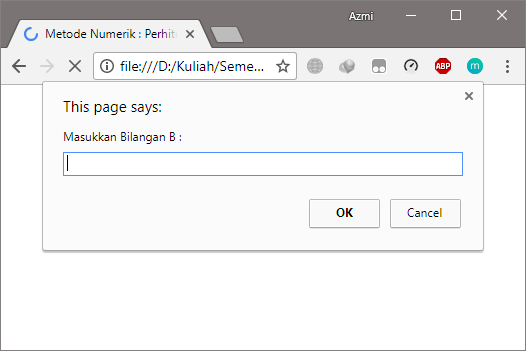 Azmi
Metode Numerik : Perhit
file:///D:/Kuliah/Seme...
ABP
m
This page says:
Masukkan Bilangan B :
OK
Cancel